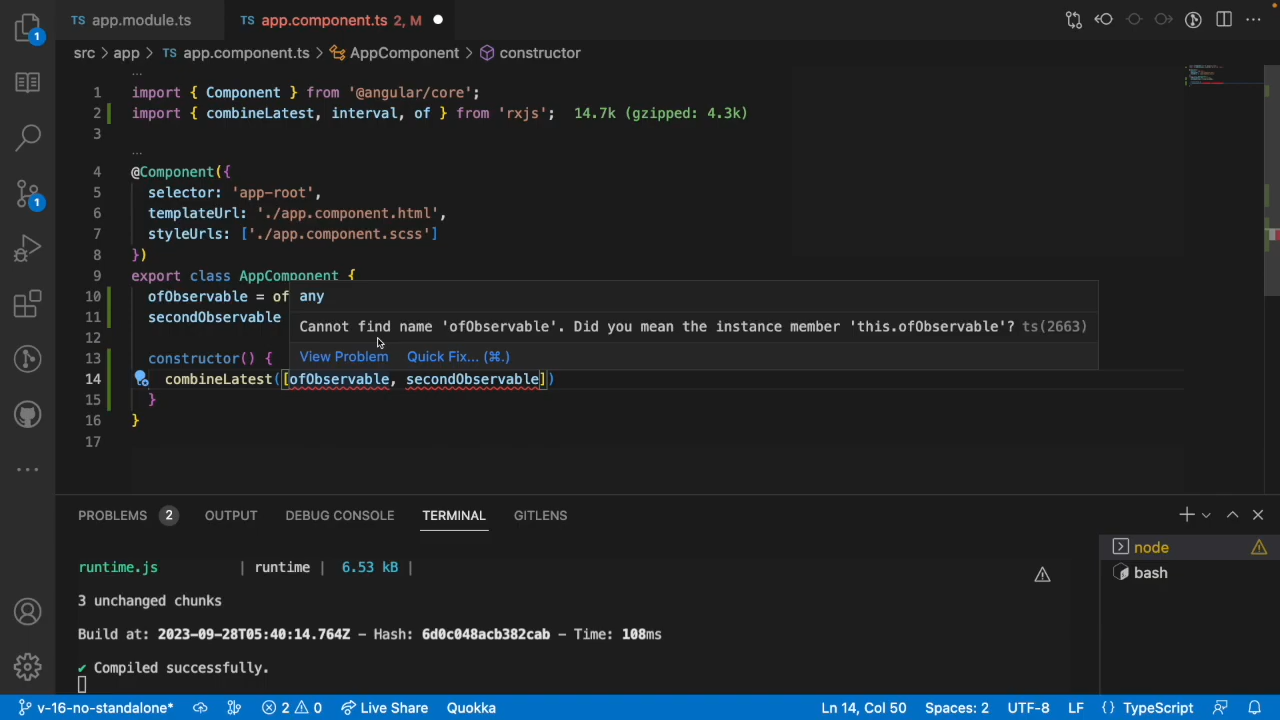 TS app.module.ts
TS app.component.ts 2, M
1
src > app > TS app.component.ts > AppComponent > constructor
...
1 import { Component } from '@angular/core';
2 import { combineLatest, interval, of } from 'rxjs'; 14.7k (gzipped: 4.3k)
3
...
4 @Component({
5 selector: 'app-root',
6 templateUrl: './app.component.html',
7 styleUrls: ['./app.component.scss']
8 })
9 export class AppComponent {
10 ofObservable = of
11 secondObservable
12
13 constructor() {
14 combineLatest([ofObservable, secondObservable])
15 }
16 }
17
any
Cannot find name 'ofObservable'. Did you mean the instance member 'this.ofObservable'? ts(2663)
View Problem Quick Fix... (⌘.)
1
PROBLEMS 2 OUTPUT DEBUG CONSOLE TERMINAL GITLENS
runtime.js | runtime | 6.53 kB |
3 unchanged chunks
Build at: 2023-09-28T05:40:14.764Z - Hash: 6d0c048acb382cab - Time: 108ms
✔ Compiled successfully.
node
bash
v-16-no-standalone* 2 0 Live Share Quokka Ln 14, Col 50 Spaces: 2 UTF-8 LF {} TypeScript